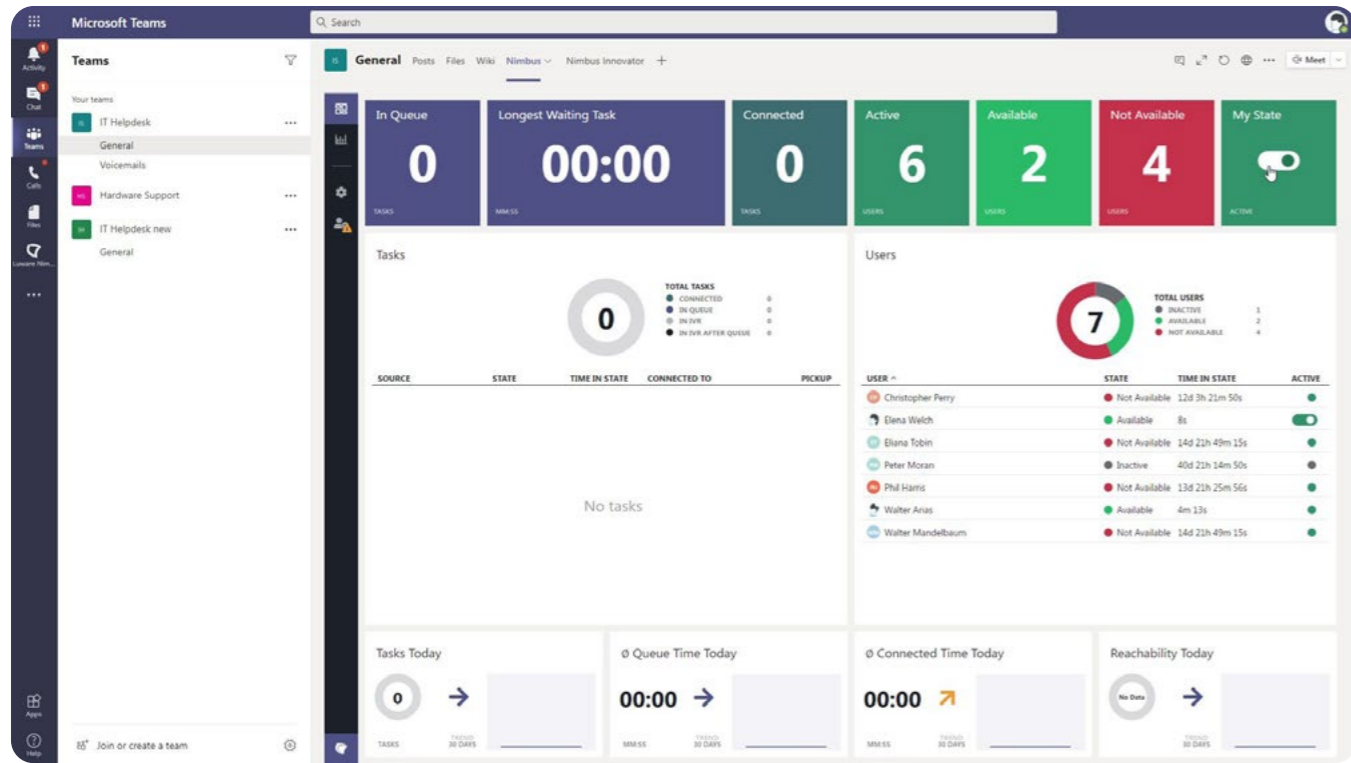 Microsoft Teams
Search
Activity
Chat
Teams
Calls
Files
Luware Nim...
Apps
Help
Teams
Your teams
IT Helpdesk
General
Voicemails
Hardware Support
IT Helpdesk new
General
Join or create a team
General Posts Files Wiki Nimbus Nimbus Innovator +
Meet
In Queue
0
TASKS
Longest Waiting Task
00:00
MM:SS
Connected
0
TASKS
Active
6
USERS
Available
2
USERS
Not Available
4
USERS
My State
ACTIVE
Tasks
0
TOTAL TASKS
CONNECTED 0
IN QUEUE 0
IN IVR 0
IN IVR AFTER QUEUE 0
SOURCE STATE TIME IN STATE CONNECTED TO PICKUP
No tasks
Users
7
TOTAL USERS
INACTIVE 1
AVAILABLE 2
NOT AVAILABLE 4
USER STATE TIME IN STATE ACTIVE
Christopher Perry Not Available 12d 3h 21m 50s
Elena Welch Available 8s
Eliana Tobin Not Available 14d 21h 49m 15s
Peter Moran Inactive 40d 21h 14m 50s
Phil Harris Not Available 13d 21h 25m 56s
Walter Arias Available 4m 13s
Walter Mandelbaum Not Available 14d 21h 49m 15s
Tasks Today
0
TASKS
TREND
30 DAYS
Ø Queue Time Today
00:00
MM:SS
TREND
30 DAYS
Ø Connected Time Today
00:00
MM:SS
TREND
30 DAYS
Reachability Today
No Data
TREND
30 DAYS